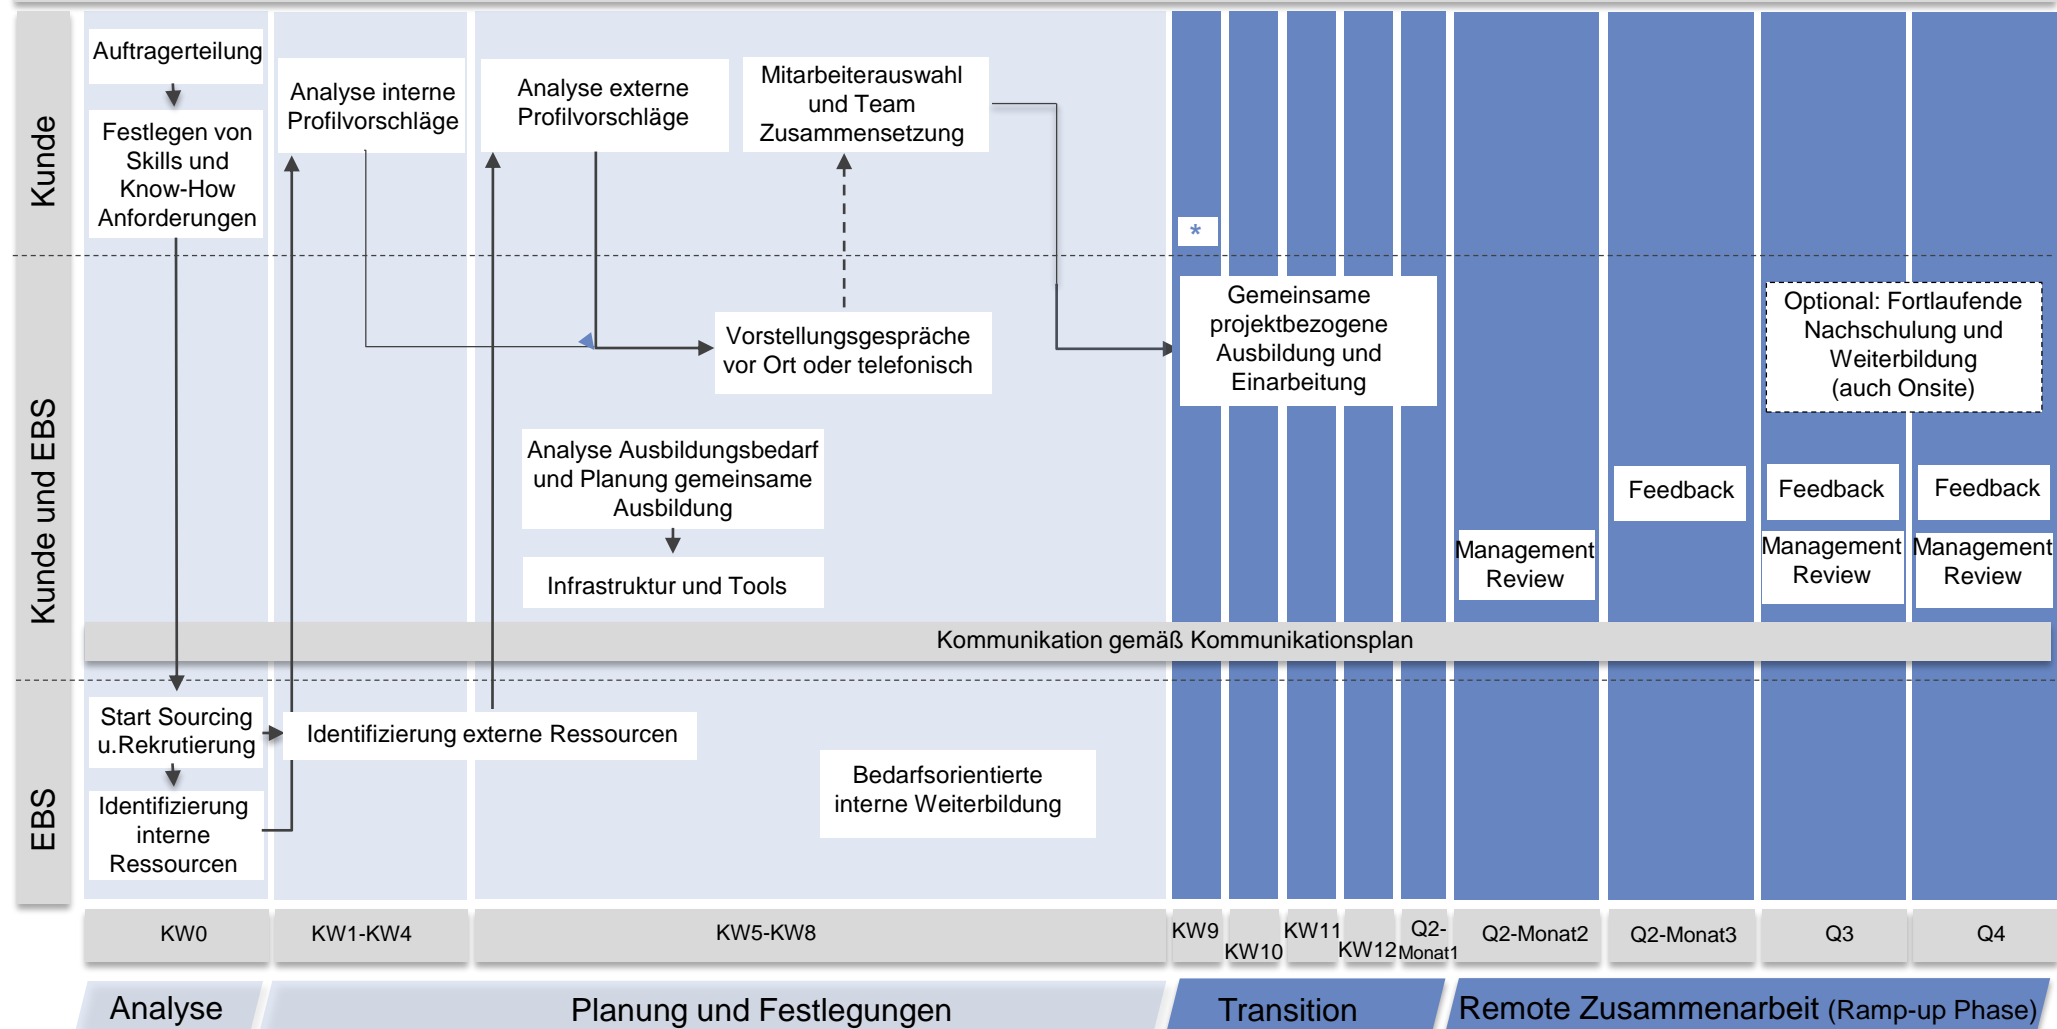 Kunde
Auftragerteilung
Festlegen von
Skills und
Know-How
Anforderungen
Analyse interne
Profilvorschläge
Analyse externe
Profilvorschläge
Mitarbeiterauswahl
und Team
Zusammensetzung
*
Kunde und EBS
Vorstellungsgespräche
vor Ort oder telefonisch
Gemeinsame
projektbezogene
Ausbildung und
Einarbeitung
Optional: Fortlaufende
Nachschulung und
Weiterbildung
(auch Onsite)
Analyse Ausbildungsbedarf
und Planung gemeinsame
Ausbildung
Infrastruktur und Tools
Feedback
Feedback
Feedback
Management
Review
Management
Review
Management
Review
Kommunikation gemäß Kommunikationsplan
EBS
Start Sourcing
u.Rekrutierung
Identifizierung externe Ressourcen
Identifizierung
interne
Ressourcen
Bedarfsorientierte
interne Weiterbildung
KW0
KW1-KW4
KW5-KW8
KW9
KW10
KW11
KW12
Q2-
Monat1
Q2-Monat2
Q2-Monat3
Q3
Q4
Analyse
Planung und Festlegungen
Transition
Remote Zusammenarbeit (Ramp-up Phase)